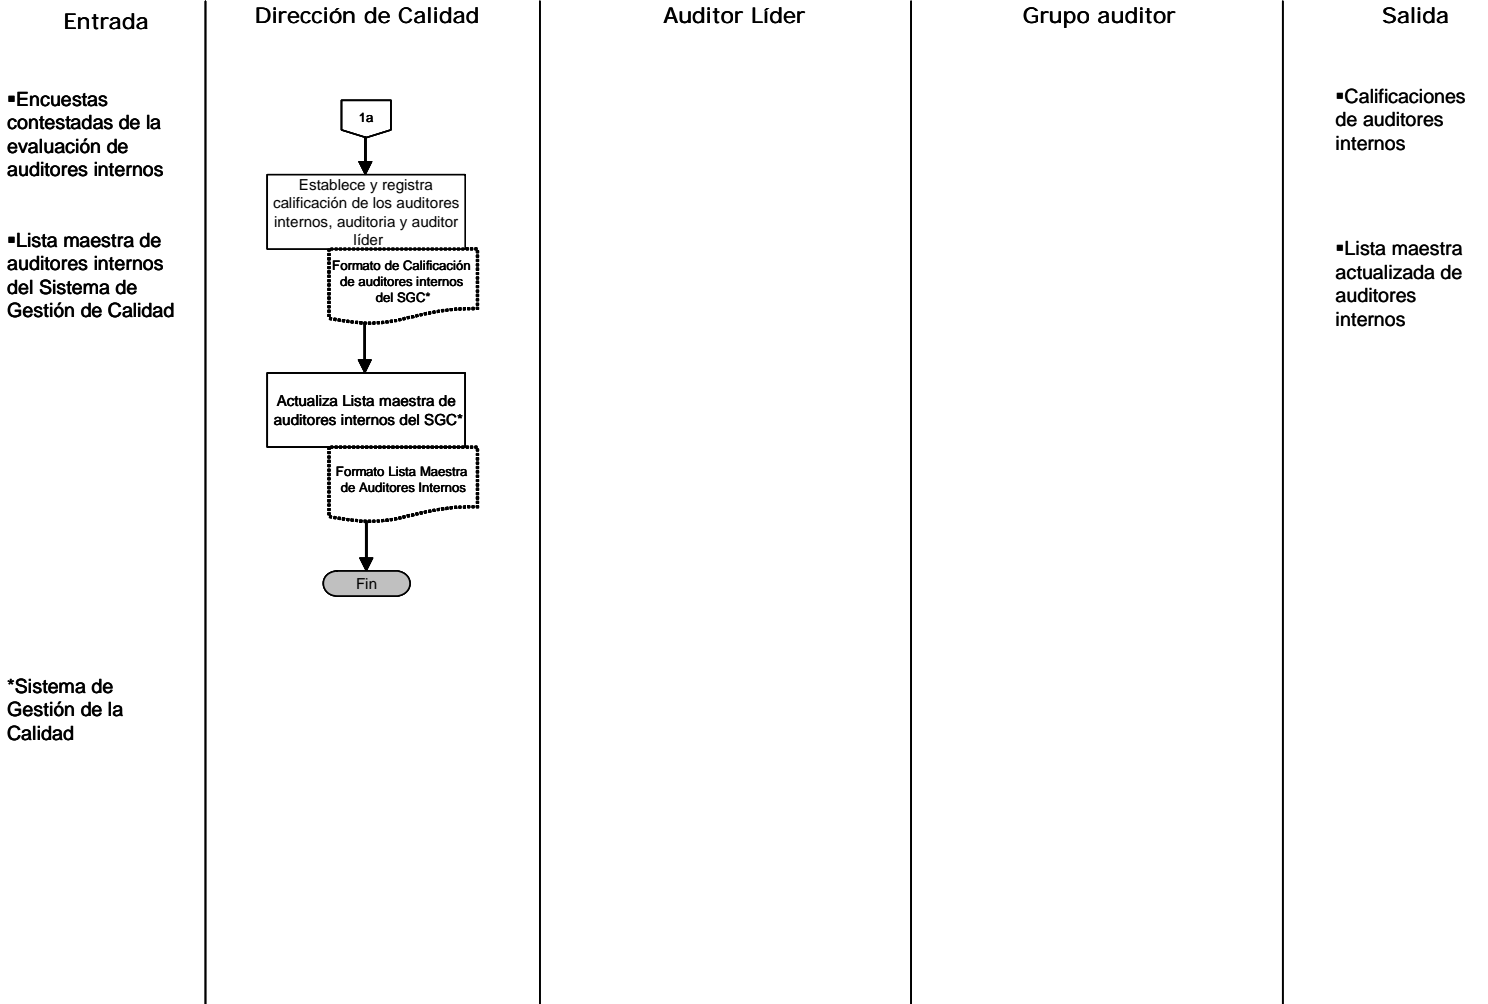 Entrada
Dirección de Calidad
Auditor Líder
Grupo auditor
Salida
▪Encuestas
contestadas de la
evaluación de
auditores internos
▪Lista maestra de
auditores internos
del Sistema de
Gestión de Calidad
*Sistema de
Gestión de la
Calidad
1a
Establece y registra
calificación de los auditores
internos, auditoria y auditor
líder
Formato de Calificación
de auditores internos
del SGC*
Actualiza Lista maestra de
auditores internos del SGC*
Formato Lista Maestra
de Auditores Internos
Fin
▪Calificaciones
de auditores
internos
▪Lista maestra
actualizada de
auditores
internos